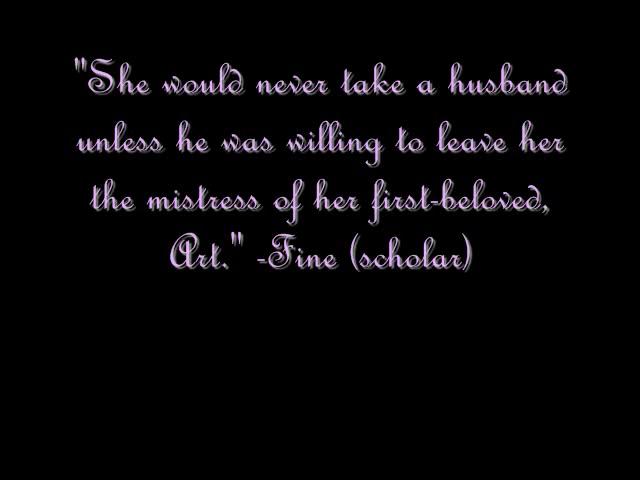 "She would never take a husband
unless he was willing to leave her
the mistress of her first-beloved,
Art." -Fine (scholar)